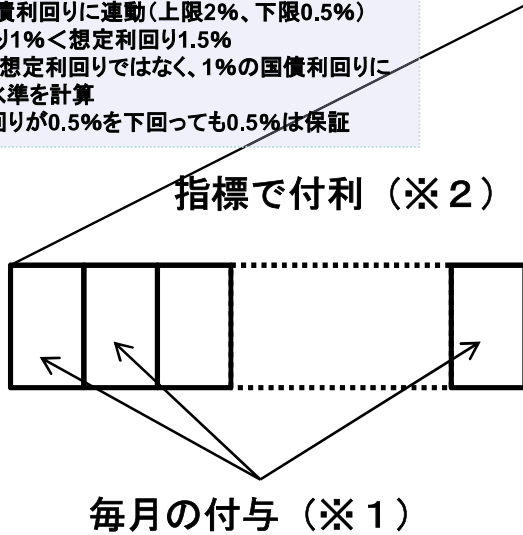 債利回りに連動(上限2%、下限0.5%)
り1%＜想定利回り1.5%
想定利回りではなく、1%の国債利回りに
水準を計算
回りが0.5%を下回っても0.5%は保証
指標で付利（※２）
毎月の付与（※１）